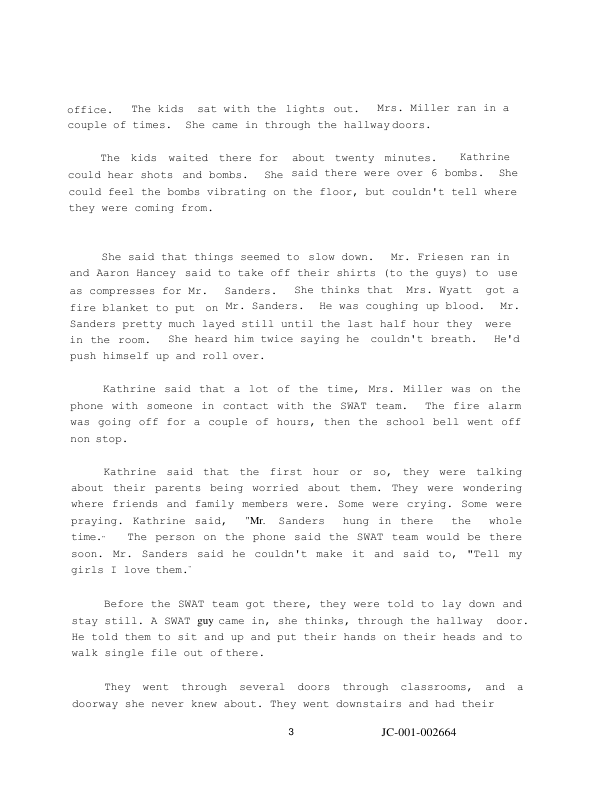 office. The kids sat with the lights out. Mrs. Miller ran in a
couple of times. She came in through the hallway doors.
The kids waited there for about twenty minutes. Kathrine
could hear shots and bombs. She said there were over 6 bombs. She
could feel the bombs vibrating on the floor, but couldn't tell where
they were coming from.
She said that things seemed to slow down. Mr. Friesen ran in
and Aaron Hancey said to take off their shirts (to the guys) to use
as compresses for Mr. Sanders. She thinks that Mrs. Wyatt got a
fire blanket to put on Mr. Sanders. He was coughing up blood. Mr.
Sanders pretty much layed still until the last half hour they were
in the room. She heard him twice saying he couldn't breath. He'd
push himself up and roll over.
Kathrine said that a lot of the time, Mrs. Miller was on the
phone with someone in contact with the SWAT team. The fire alarm
was going off for a couple of hours, then the school bell went off
non stop.
Kathrine said that the first hour or so, they were talking
about their parents being worried about them. They were wondering
where friends and family members were. Some were crying. Some were
praying. Kathrine said, "Mr. Sanders hung in there the whole
time." The person on the phone said the SWAT team would be there
soon. Mr. Sanders said he couldn't make it and said to, "Tell my
girls I love them."
Before the SWAT team got there, they were told to lay down and
stay still. A SWAT guy came in, she thinks, through the hallway door.
He told them to sit and up and put their hands on their heads and to
walk single file out of there.
They went through several doors through classrooms, and a
doorway she never knew about. They went downstairs and had their
3 JC-001-002664